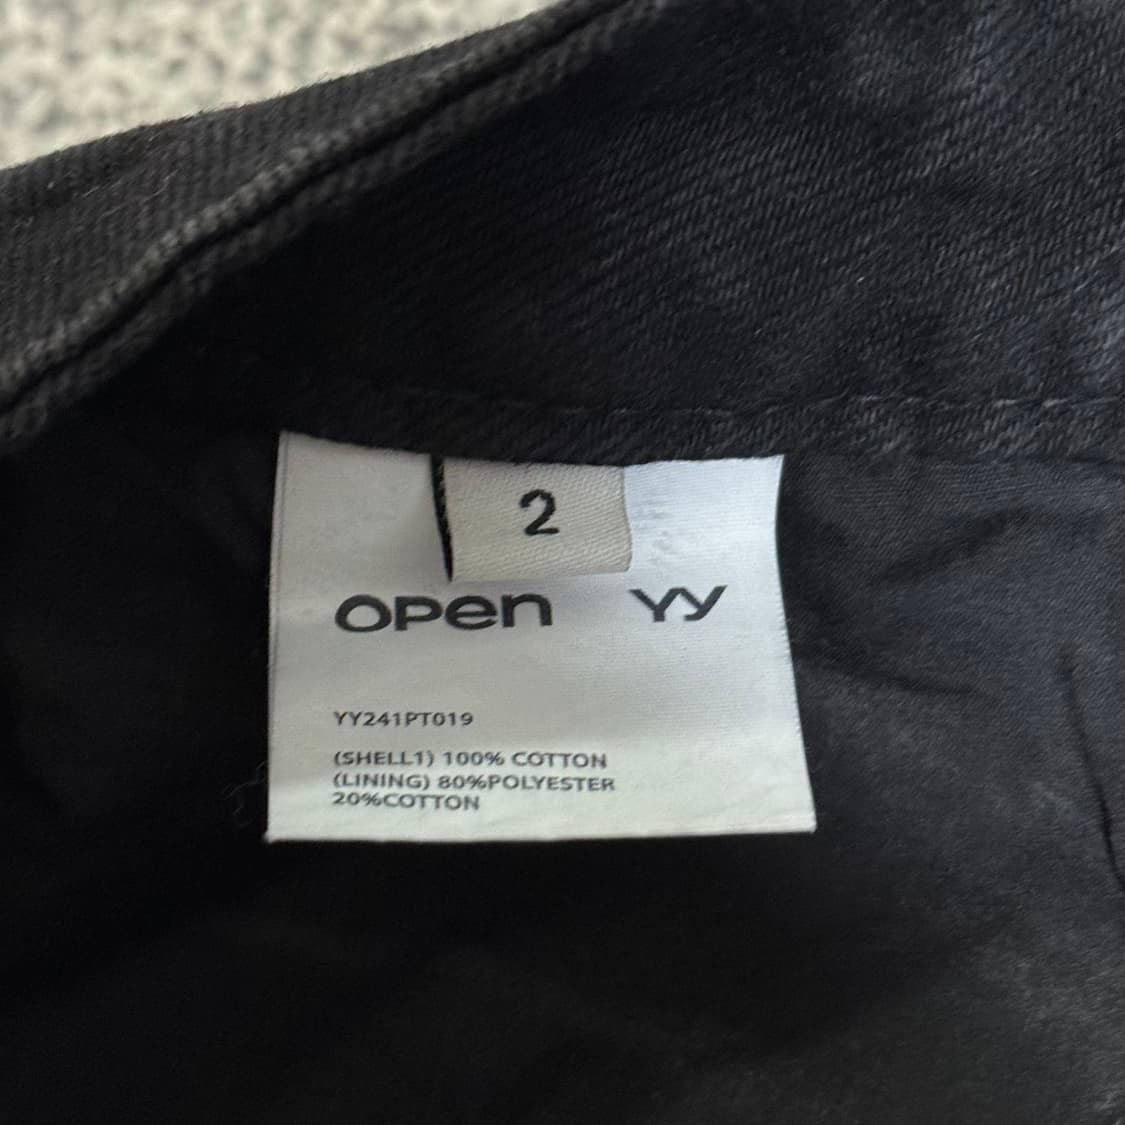 2
open YY
YY241PT019
(SHELL1) 100% COTTON
(LINING) 80%POLYESTER
20%COTTON